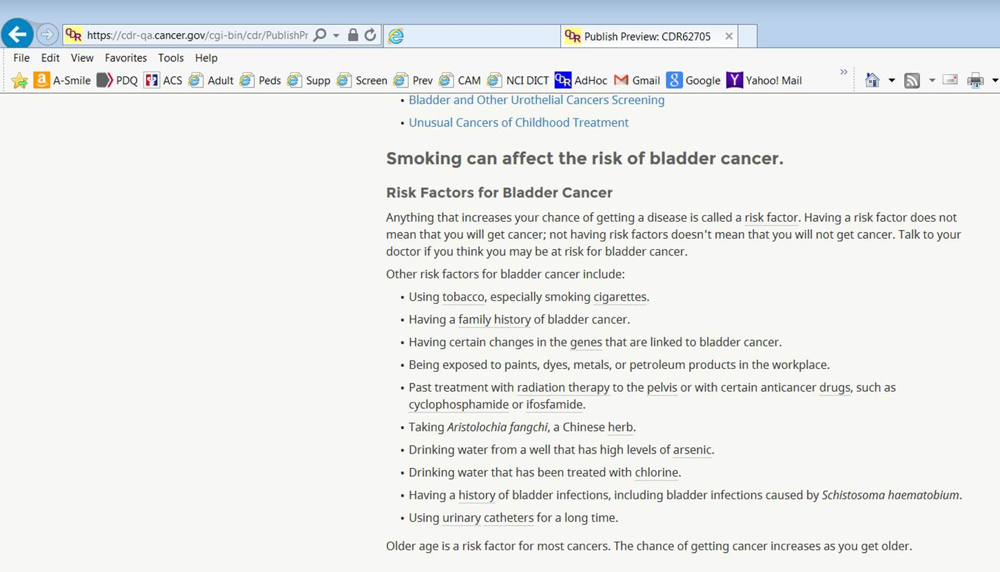 https://cdr-qa.cancer.gov/cgi-bin/cdr/PublishPr
Publish Preview: CDR62705
File Edit View Favorites Tools Help
A-Smile PDQ ACS Adult Peds Supp Screen Prev CAM NCI DICT CDR AdHoc Gmail 8 Google Y Yahoo! Mail
• Bladder and Other Urothelial Cancers Screening
• Unusual Cancers of Childhood Treatment
Smoking can affect the risk of bladder cancer.
Risk Factors for Bladder Cancer
Anything that increases your chance of getting a disease is called a risk factor. Having a risk factor does not
mean that you will get cancer; not having risk factors doesn't mean that you will not get cancer. Talk to your
doctor if you think you may be at risk for bladder cancer.
Other risk factors for bladder cancer include:
• Using tobacco, especially smoking cigarettes.
• Having a family history of bladder cancer.
• Having certain changes in the genes that are linked to bladder cancer.
• Being exposed to paints, dyes, metals, or petroleum products in the workplace.
• Past treatment with radiation therapy to the pelvis or with certain anticancer drugs, such as
cyclophosphamide or ifosfamide.
• Taking Aristolochia fangchi, a Chinese herb.
• Drinking water from a well that has high levels of arsenic.
• Drinking water that has been treated with chlorine.
• Having a history of bladder infections, including bladder infections caused by Schistosoma haematobium.
• Using urinary catheters for a long time.
Older age is a risk factor for most cancers. The chance of getting cancer increases as you get older.